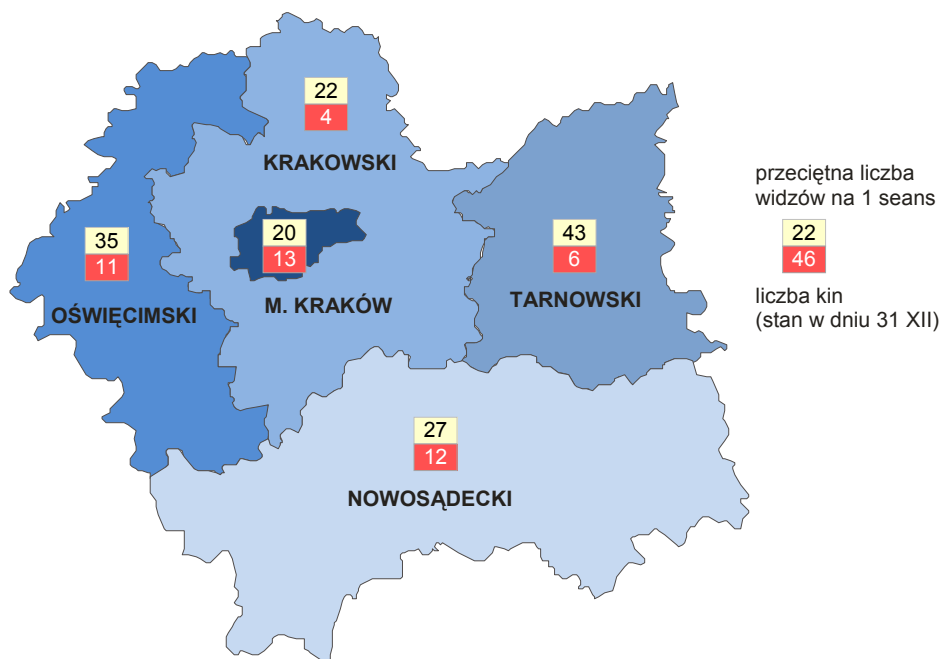 22
4
KRAKOWSKI
przeciętna liczba
widzów na 1 seans
22
46
liczba kin
(stan w dniu 31 XII)
35
11
OŚWIĘCIMSKI
20
13
M. KRAKÓW
43
6
TARNOWSKI
27
12
NOWOSĄDECKI